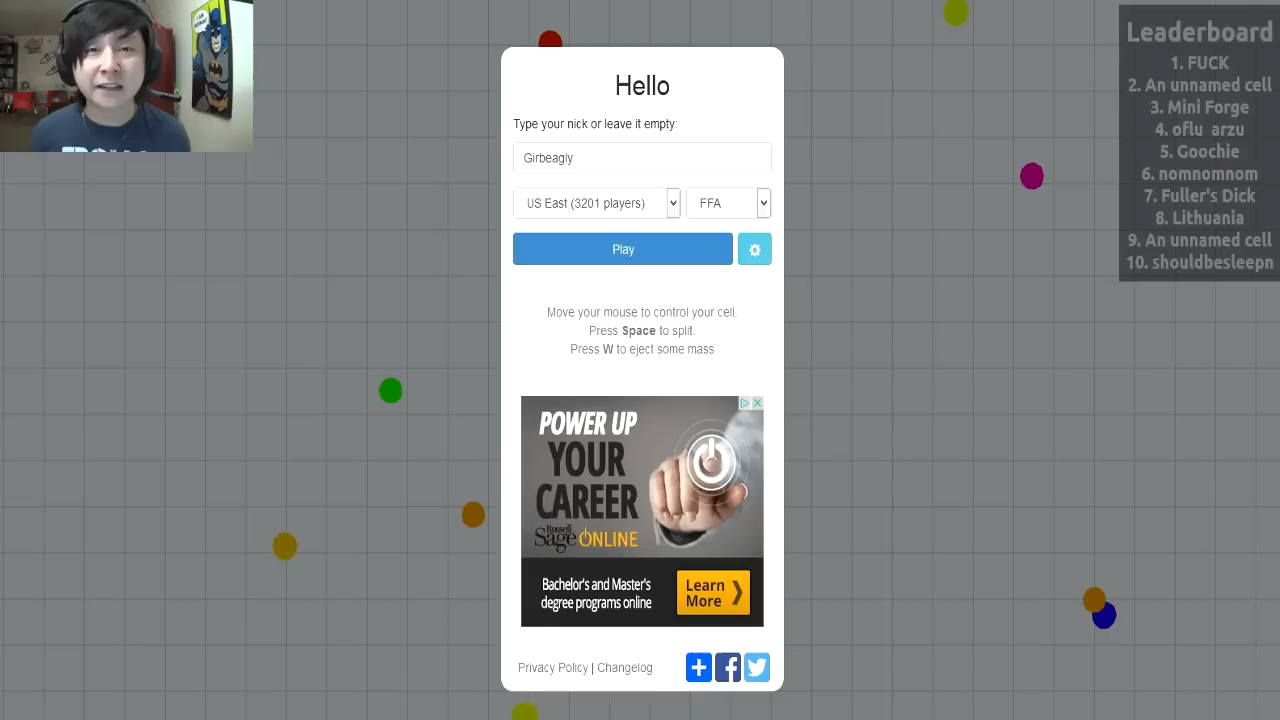 Hello
Type your nick or leave it empty:
Girbeagly
US East (3201 players)
FFA
Play
Move your mouse to control your cell.
Press Space to split.
Press W to eject some mass
POWER UP
YOUR
CAREER
Russell
Sage ONLINE
Bachelor's and Master's
degree programs online
Learn
More
Privacy Policy | Changelog
Leaderboard
1. FUCK
2. An unnamed cell
3. Mini Forge
4. oflu arzu
5. Goochie
6. nomnomnom
7. Fuller's Dick
8. Lithuania
9. An unnamed cell
10. shouldbesleepn